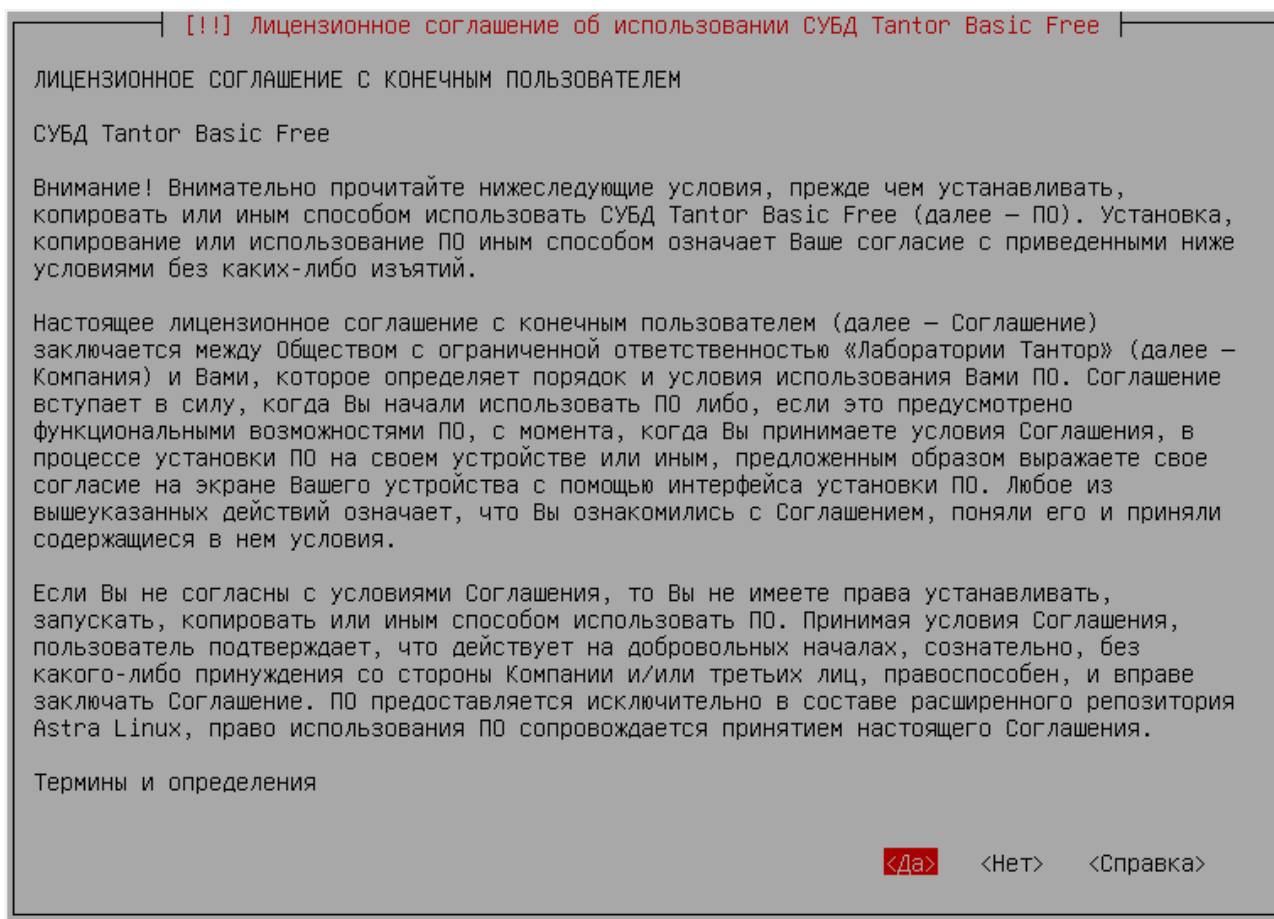 [!!] Лицензионное соглашение об использовании СУБД Tantor Basic Free
ЛИЦЕНЗИОННОЕ СОГЛАШЕНИЕ С КОНЕЧНЫМ ПОЛЬЗОВАТЕЛЕМ
СУБД Tantor Basic Free
Внимание! Внимательно прочитайте нижеследующие условия, прежде чем устанавливать,
копировать или иным способом использовать СУБД Tantor Basic Free (далее — ПО). Установка,
копирование или использование ПО иным способом означает Ваше согласие с приведенными ниже
условиями без каких-либо изъятий.
Настоящее лицензионное соглашение с конечным пользователем (далее — Соглашение)
заключается между Обществом с ограниченной ответственностью «Лаборатории Тантор» (далее —
Компания) и Вами, которое определяет порядок и условия использования Вами ПО. Соглашение
вступает в силу, когда Вы начали использовать ПО либо, если это предусмотрено
функциональными возможностями ПО, с момента, когда Вы принимаете условия Соглашения, в
процессе установки ПО на своем устройстве или иным, предложенным образом выражаете свое
согласие на экране Вашего устройства с помощью интерфейса установки ПО. Любое из
вышеуказанных действий означает, что Вы ознакомились с Соглашением, поняли его и приняли
содержащиеся в нем условия.
Если Вы не согласны с условиями Соглашения, то Вы не имеете права устанавливать,
запускать, копировать или иным способом использовать ПО. Принимая условия Соглашения,
пользователь подтверждает, что действует на добровольных началах, сознательно, без
какого-либо принуждения со стороны Компании и/или третьих лиц, правоспособен, и вправе
заключать Соглашение. ПО предоставляется исключительно в составе расширенного репозитория
Astra Linux, право использования ПО сопровождается принятием настоящего Соглашения.
Термины и определения
<Да> <Нет> <Справка>